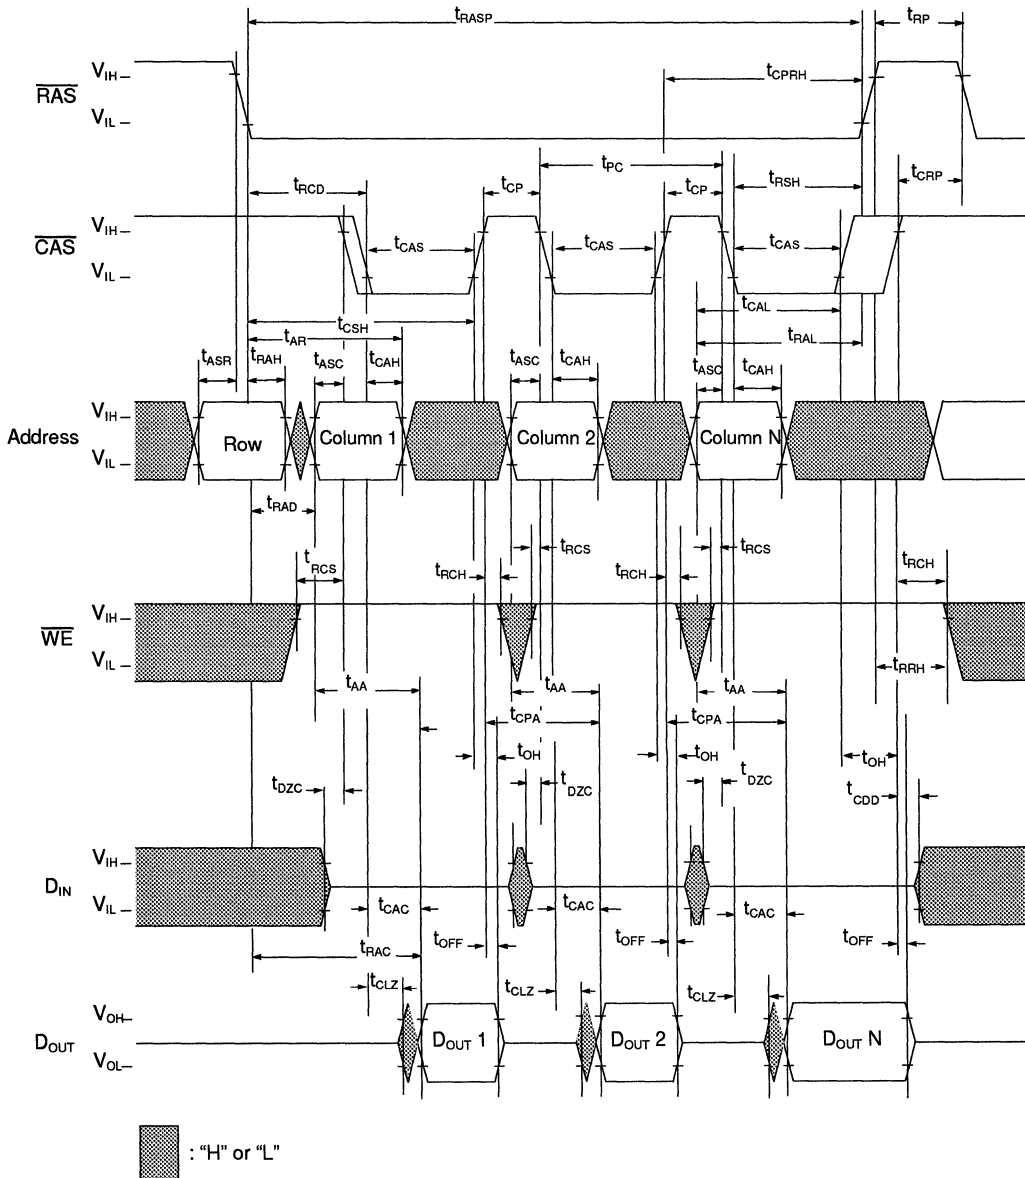 tRASP
tRP
VIH
RAS
tCPRH
VIL
tPC
tRCD
tCP
tCP
tRSH
tCRP
VIH
CAS
tCAS
tCAS
tCAS
VIL
tCSH
tCAL
tAR
tRAL
tASR
tRAH
tASC
tCAH
tASC
tCAH
tASC
tCAH
VIH
Address
Row
Column 1
Column 2
Column N
VIL
tRAD
tRCS
tRCS
tRCS
tRCH
tRCH
tRCH
VIH
WE
VIL
tRRH
tAA
tAA
tAA
tCPA
tCPA
tOH
tOH
tOH
tDZC
tDZC
tDZC
tCDD
VIH
DIN
VIL
tCAC
tCAC
tCAC
tRAC
tOFF
tOFF
tOFF
tCLZ
tCLZ
tCLZ
VOH
DOUT
DOUT 1
DOUT 2
DOUT N
VOL
: “H” or “L”